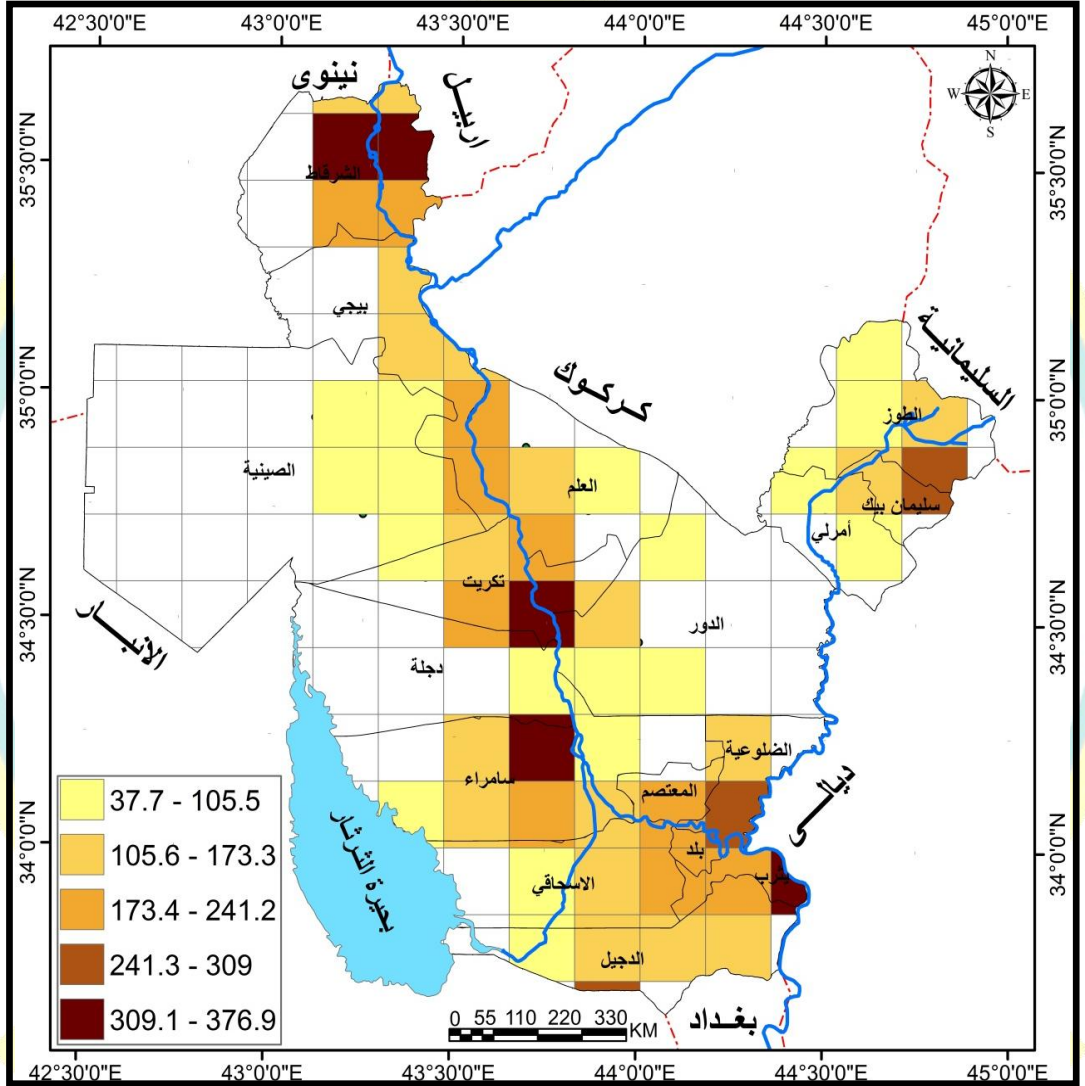 42°30'0"E 43°0'0"E 43°30'0"E 44°0'0"E 44°30'0"E 45°0'0"E
N
W E
S
نينوى
اربيل
35°30'0"N
35°30'0"N
الشرقاط
بيجي
السليمانية
كركوك
35°0'0"N
35°0'0"N
الطوز
الصينية
العلم
سليمان بيك
أمرلي
تكريت
34°30'0"N
34°30'0"N
الدور
الانبار
دجلة
الضلوعية
سامراء
المعتصم
ديالى
37.7 - 105.5
105.6 - 173.3
173.4 - 241.2
241.3 - 309
309.1 - 376.9
بحيرة الثرثار
34°0'0"N
34°0'0"N
بلد
يثرب
الاسحاقي
الدجيل
بغداد
0 55 110 220 330 KM
42°30'0"E 43°0'0"E 43°30'0"E 44°0'0"E 44°30'0"E 45°0'0"E